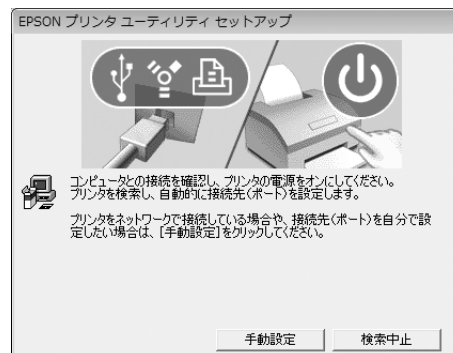 EPSON プリンタ ユーティリティ セットアップ
コンピュータとの接続を確認し、プリンタの電源をオンにしてください。
プリンタを検索し、自動的に接続先(ポート)を設定します。
プリンタをネットワークで接続している場合や、接続先(ポート)を自分で設
定したい場合は、[手動設定]をクリックしてください。
手動設定
検索中止